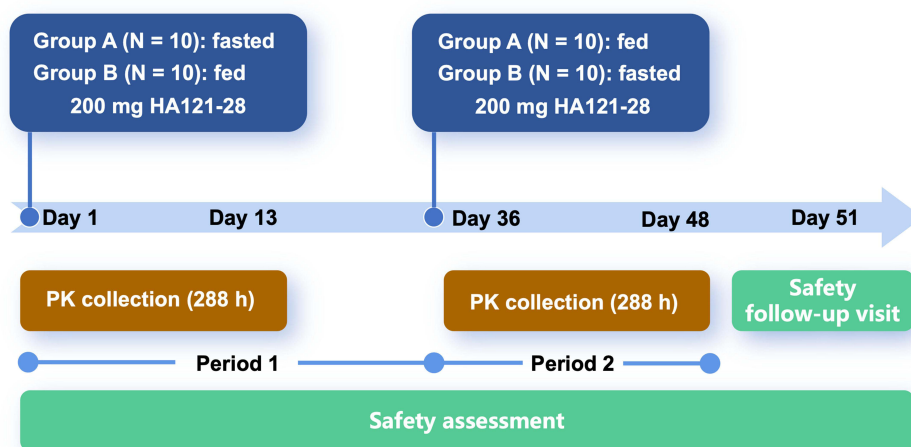 Group A (N = 10): fasted
Group B (N = 10): fed
200 mg HA121-28
Group A (N = 10): fed
Group B (N = 10): fasted
200 mg HA121-28
Day 1
Day 13
Day 36
Day 48
Day 51
PK collection (288 h)
PK collection (288 h)
Safety
follow-up visit
Period 1
Period 2
Safety assessment